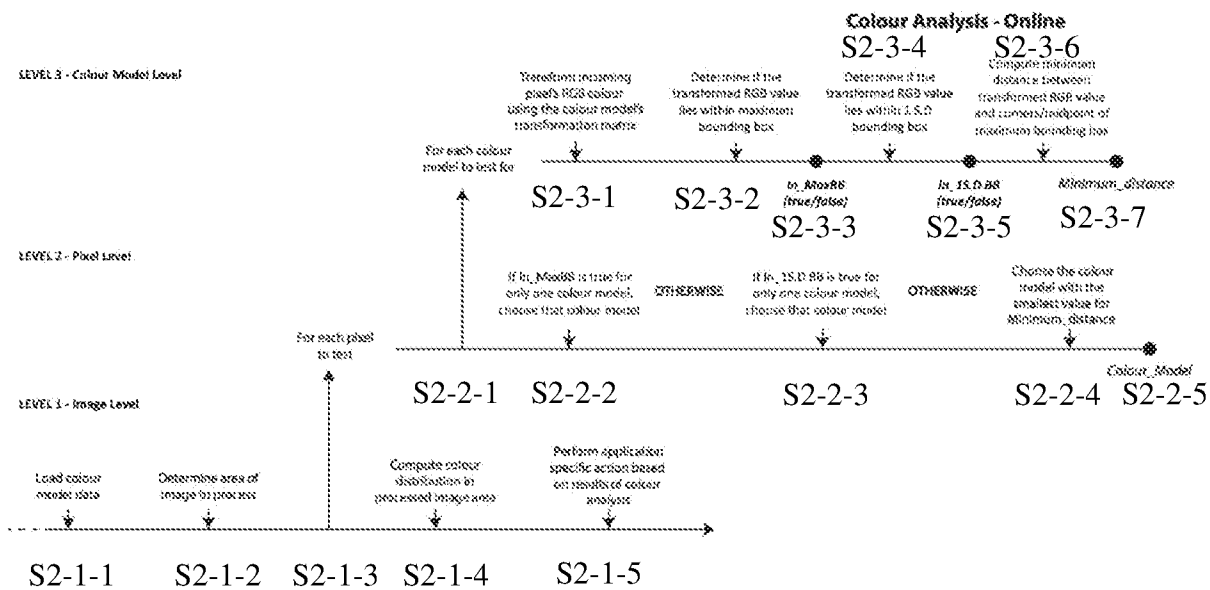 Colour Analysis - Online
S2-3-4
S2-3-6
LEVEL 3 - Colour Model Level
Transform incoming
pixel's RGB colour
using the colour model's
transformation matrix
Determine if the
transformed RGB value
lies within maximum
bounding box
Determine if the
transformed RGB value
lies within 1.S.D
bounding box
Compute minimum
distance between
transformed RGB value
and corners/midpoint of
maximum bounding box
For each colour
model to test for
S2-3-1
S2-3-2
In_MaxBB
(true/false)
S2-3-3
In_1S.D.BB
(true/false)
S2-3-5
Minimum_distance
S2-3-7
LEVEL 2 - Pixel Level
If In_MaxBB is true for
only one colour model,
choose that colour model
OTHERWISE
If In_1S.D.BB is true for
only one colour model,
choose that colour model
OTHERWISE
Choose the colour
model with the
smallest value for
Minimum_distance
For each pixel
to test
S2-2-1
S2-2-2
S2-2-3
S2-2-4
Colour_Model
S2-2-5
LEVEL 1 - Image Level
Load colour
model data
Determine area of
image to process
Compute colour
distribution in
processed image area
Perform application
specific action based
on results of colour
analysis
S2-1-1
S2-1-2
S2-1-3
S2-1-4
S2-1-5